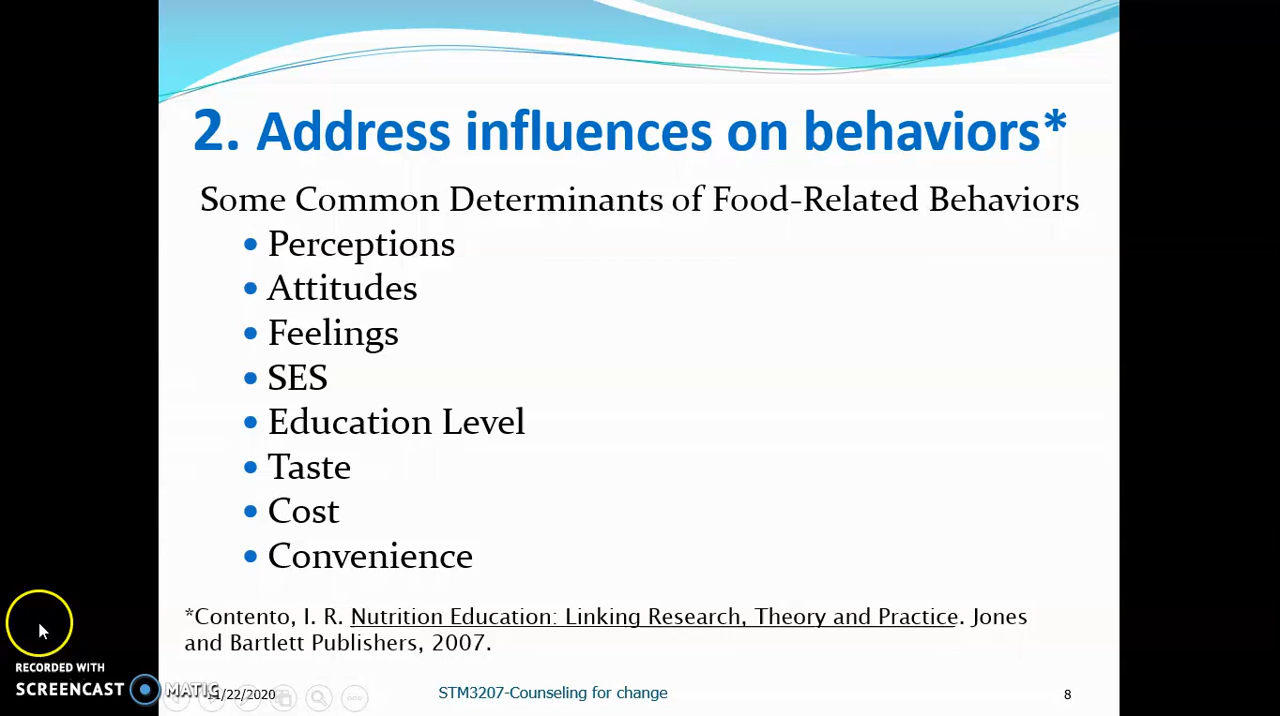 2. Address influences on behaviors*
Some Common Determinants of Food-Related Behaviors
• Perceptions
• Attitudes
• Feelings
• SES
• Education Level
• Taste
• Cost
• Convenience
*Contento, I. R. Nutrition Education: Linking Research, Theory and Practice. Jones
and Bartlett Publishers, 2007.
RECORDED WITH
SCREENCAST MATIC
/22/2020
STM3207-Counseling for change
8